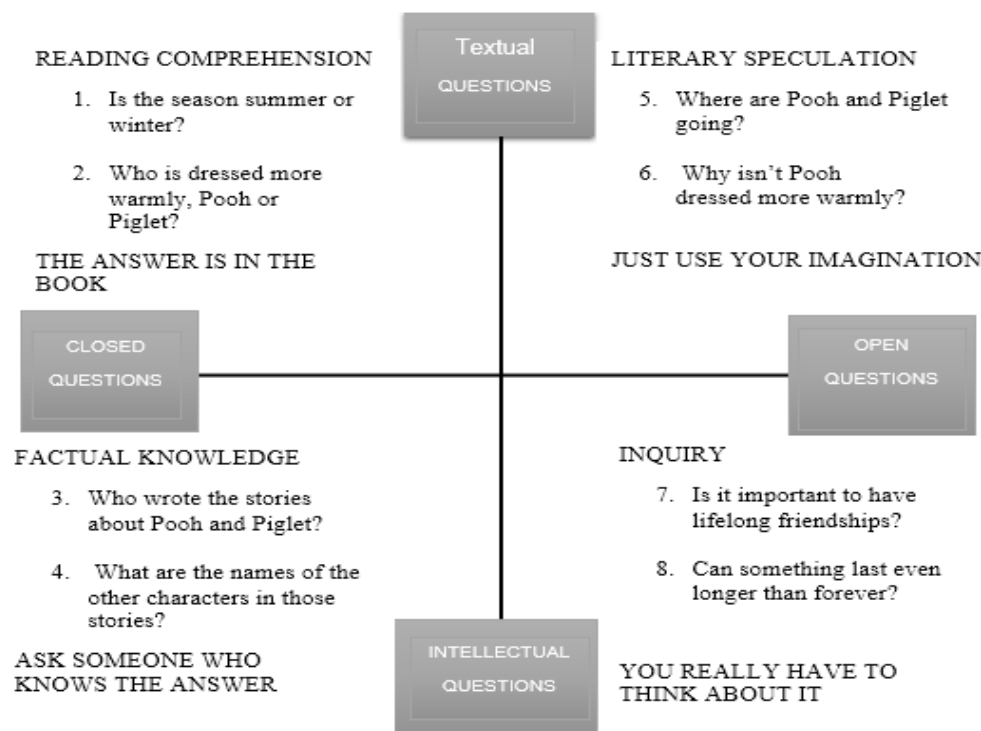 Textual
QUESTIONS
READING COMPREHENSION
1. Is the season summer or
winter?
2. Who is dressed more
warmly, Pooh or
Piglet?
THE ANSWER IS IN THE
BOOK
LITERARY SPECULATION
5. Where are Pooh and Piglet
going?
6. Why isn’t Pooh
dressed more warmly?
JUST USE YOUR IMAGINATION
CLOSED
QUESTIONS
OPEN
QUESTIONS
FACTUAL KNOWLEDGE
3. Who wrote the stories
about Pooh and Piglet?
4. What are the names of the
other characters in those
stories?
ASK SOMEONE WHO
KNOWS THE ANSWER
INQUIRY
7. Is it important to have
lifelong friendships?
8. Can something last even
longer than forever?
YOU REALLY HAVE TO
THINK ABOUT IT
INTELLECTUAL
QUESTIONS